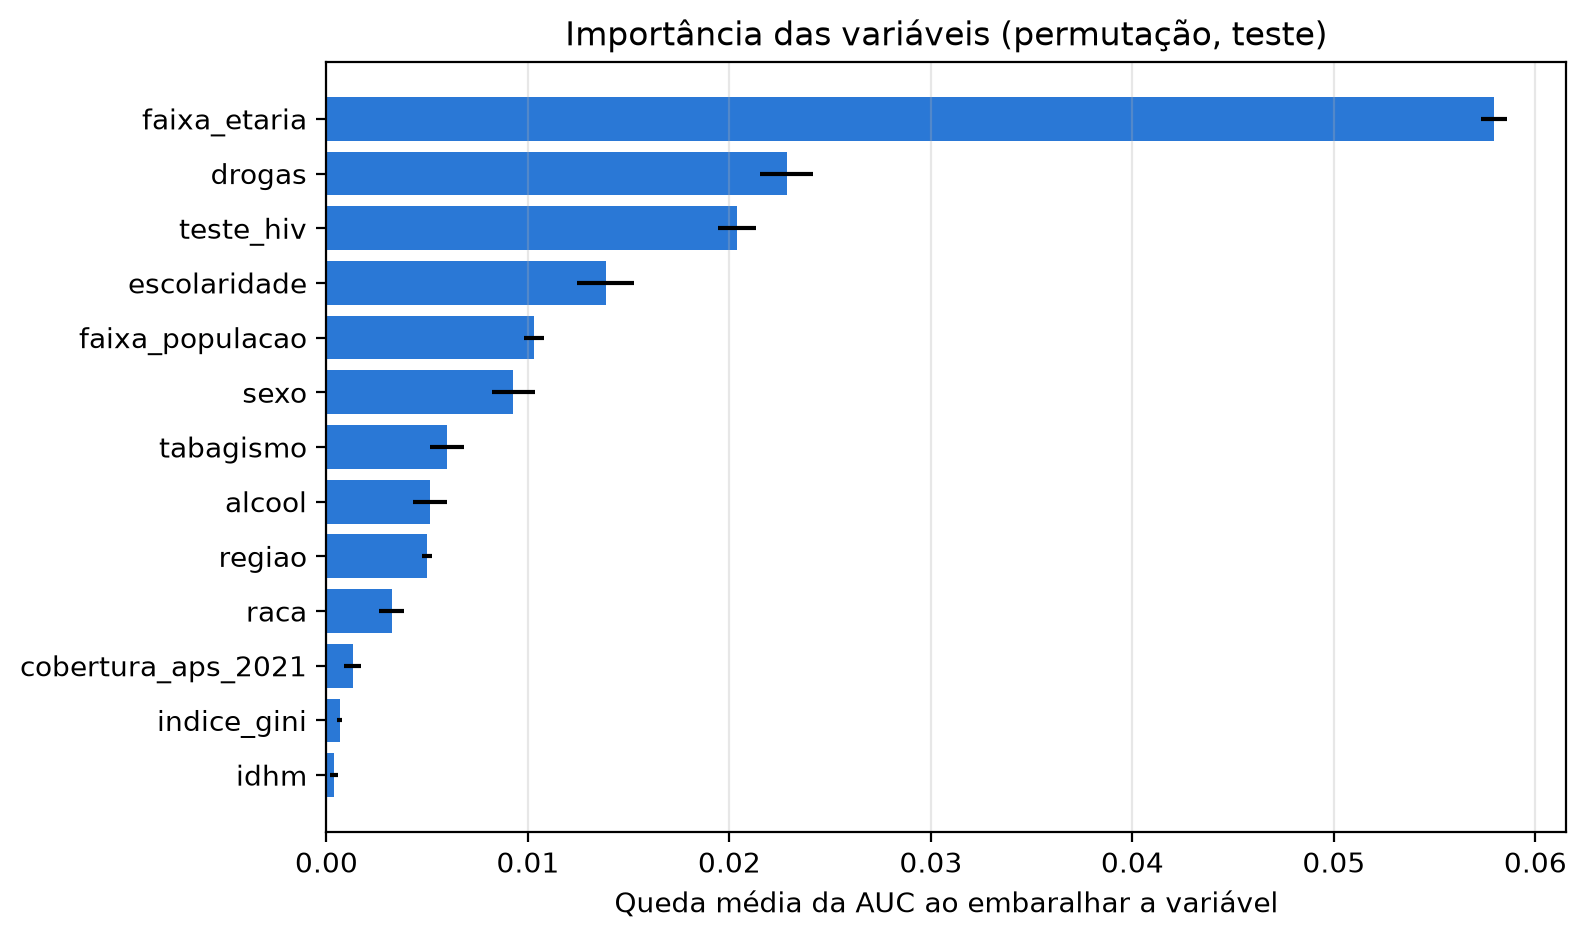 Importância das variáveis (permutação, teste)
faixa_etaria
drogas
teste_hiv
escolaridade
faixa_populacao
sexo
tabagismo
alcool
regiao
raca
cobertura_aps_2021
indice_gini
idhm
0.00 0.01 0.02 0.03 0.04 0.05 0.06
Queda média da AUC ao embaralhar a variável